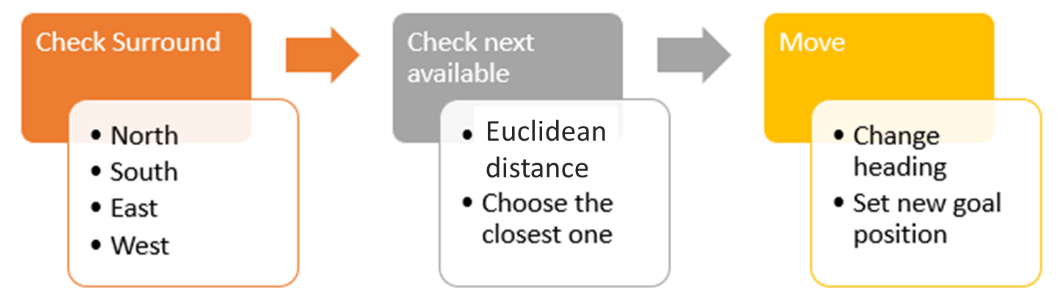 Check Surround
• North
• South
• East
• West
Check next
available
• Euclidean
distance
• Choose the
closest one
Move
• Change
heading
• Set new goal
position